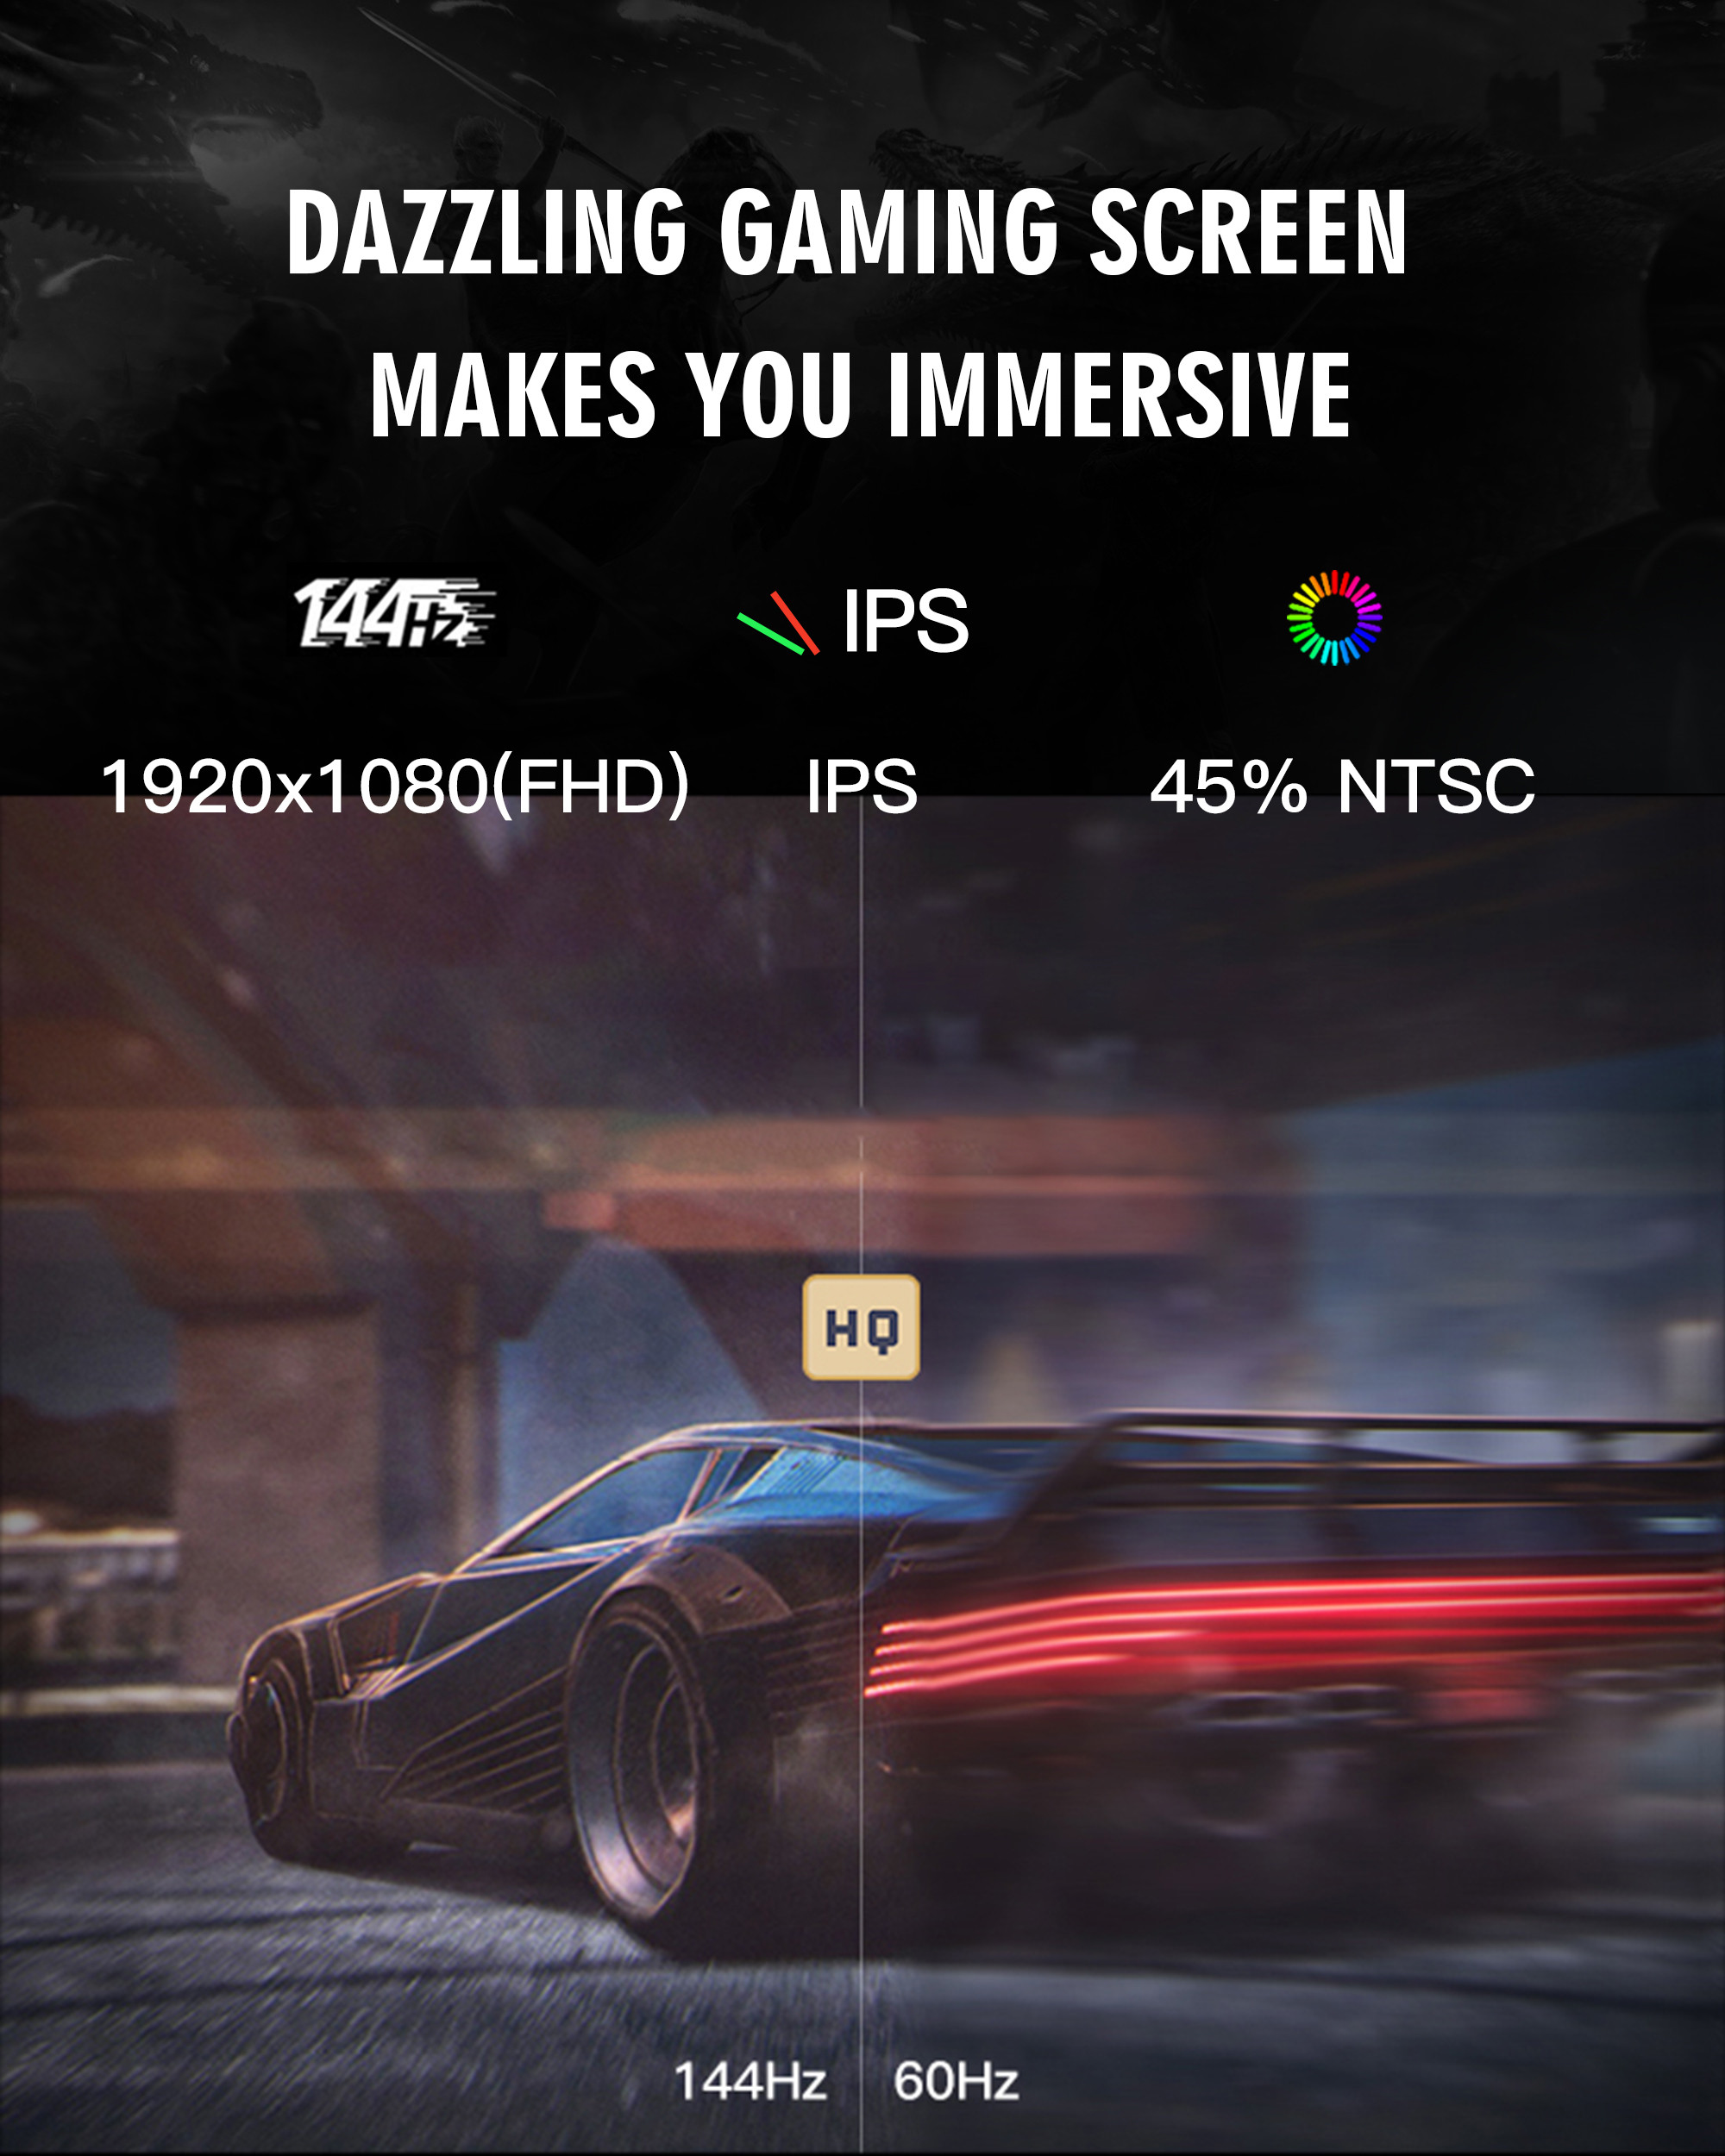 DAZZLING GAMING SCREEN
MAKES YOU IMMERSIVE
144Hz
IPS
1920x1080(FHD) IPS 45% NTSC
HQ
144Hz 60Hz